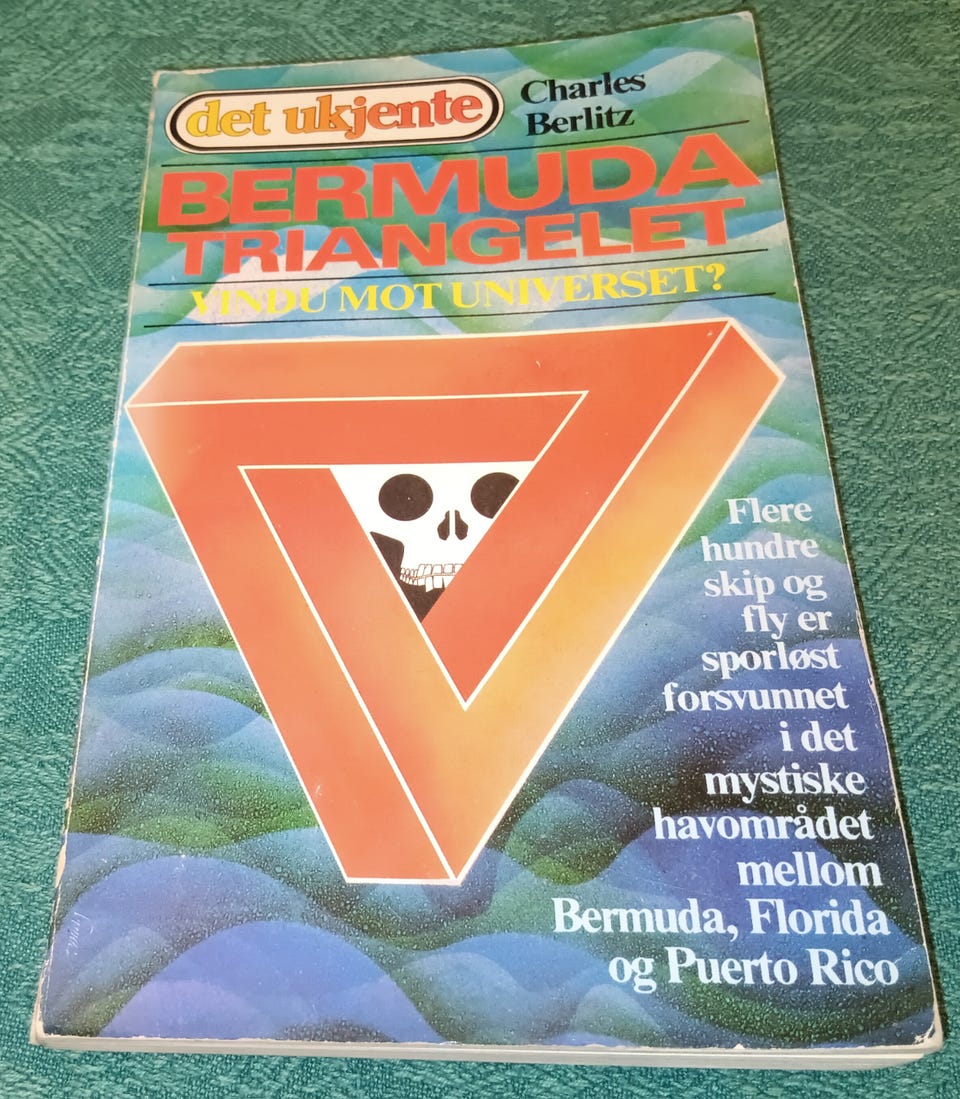 det ukjente
Charles
Berlitz
BERMUDA
TRIANGELET
VINDU MOT UNIVERSET?
Flere
hundre
skip og
fly er
sporløst
forsvunnet
i det
mystiske
havområdet
mellom
Bermuda, Florida
og Puerto Rico